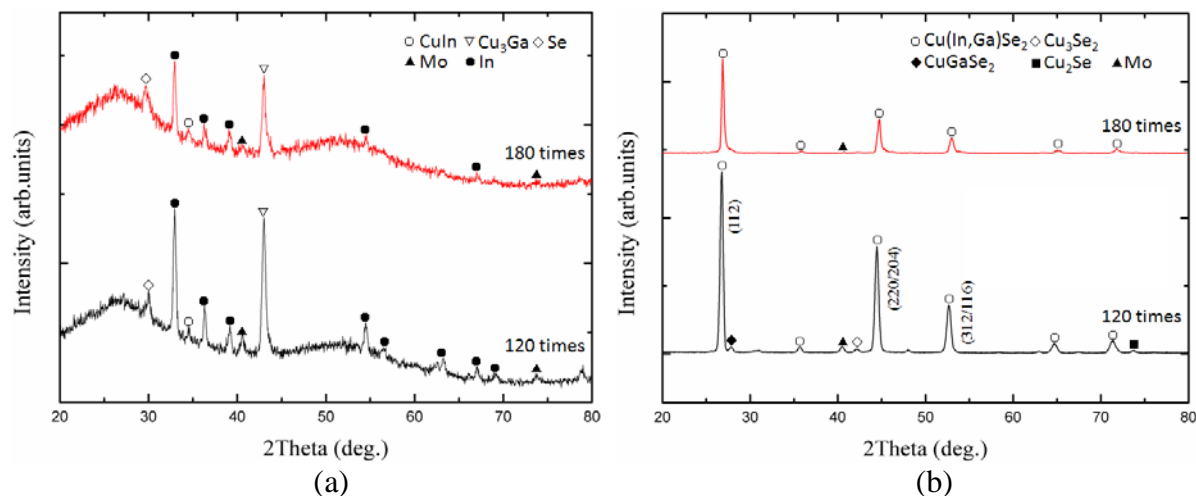 ○ CuIn ▽ Cu₃Ga ◇ Se
▲ Mo ● In
180 times
120 times
Intensity (arb.units)
20 30 40 50 60 70 80
2Theta (deg.)
(a)
○ Cu(In,Ga)Se₂ ◇ Cu₃Se₂
◆ CuGaSe₂ ■ Cu₂Se ▲ Mo
180 times
(112)
(220/204)
(312/116)
120 times
Intensity (arb.units)
20 30 40 50 60 70 80
2Theta (deg.)
(b)